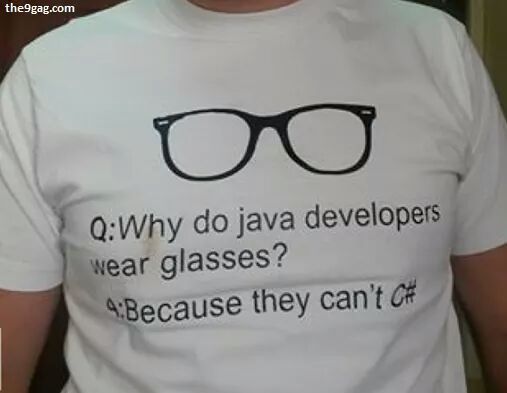 the9gag.com
Q:Why do java developers
wear glasses?
A:Because they can't C#